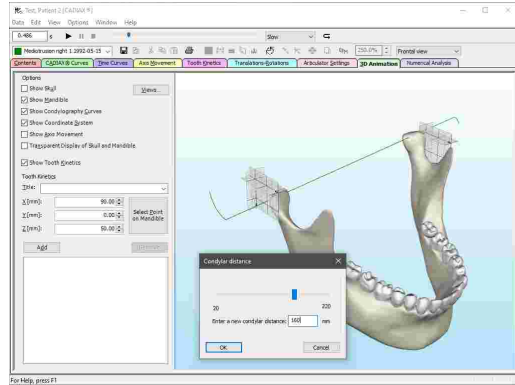 Test, Patient 2 [CADIAX ®]
Data Edit View Options Window Help
0.486 s Slow
Mediotrusion right 1 1992-05-15 250.0% Frontal view
Contents CADIAX® Curves Time Curves Axis Movement Tooth Kinetics Translations-Rotations Articulator Settings 3D Animation Numerical Analysis
Options
Show Skull Views...
Show Mandible
Show Condylography Curves
Show Coordinate System
Show Axis Movement
Transparent Display of Skull and Mandible
Show Tooth Kinetics
Tooth Kinetics
Title:
X [mm]: 90.00
Y [mm]: 0.00 Select Point on Mandible
Z [mm]: 50.00
Add
Condylar distance
20 220
Enter a new condylar distance: 160 mm
OK Cancel
For Help, press F1